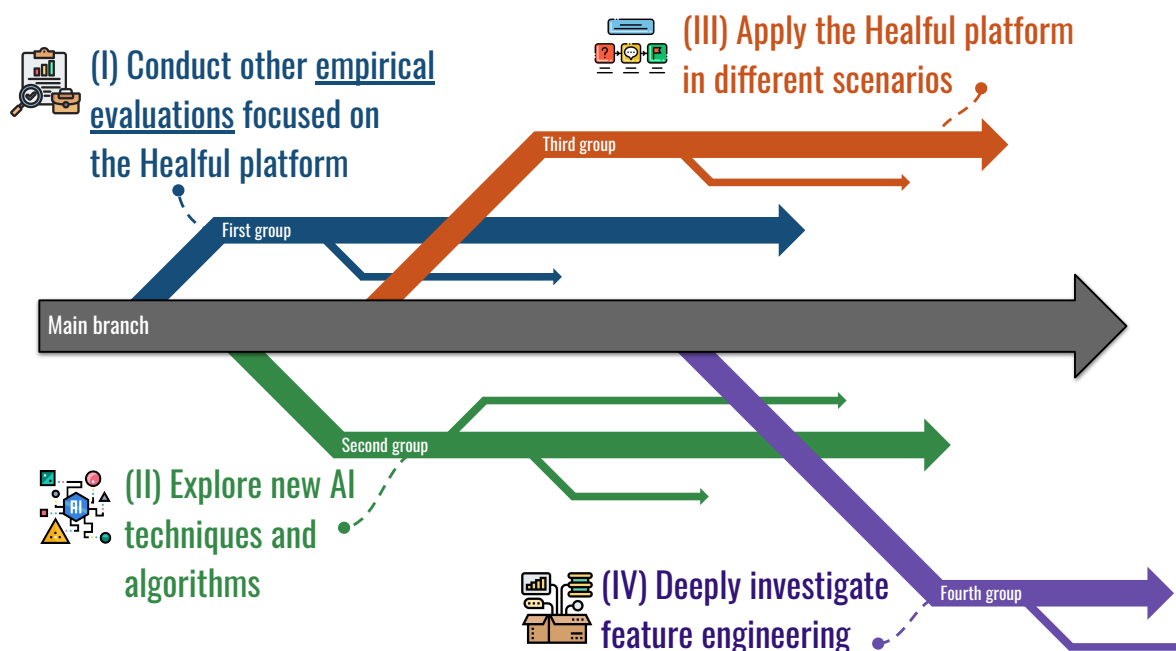 (I) Conduct other empirical
evaluations focused on
the Healful platform
(III) Apply the Healful platform
in different scenarios
Third group
First group
Main branch
Second group
(II) Explore new AI
techniques and
algorithms
AI
(IV) Deeply investigate
feature engineering
Fourth group